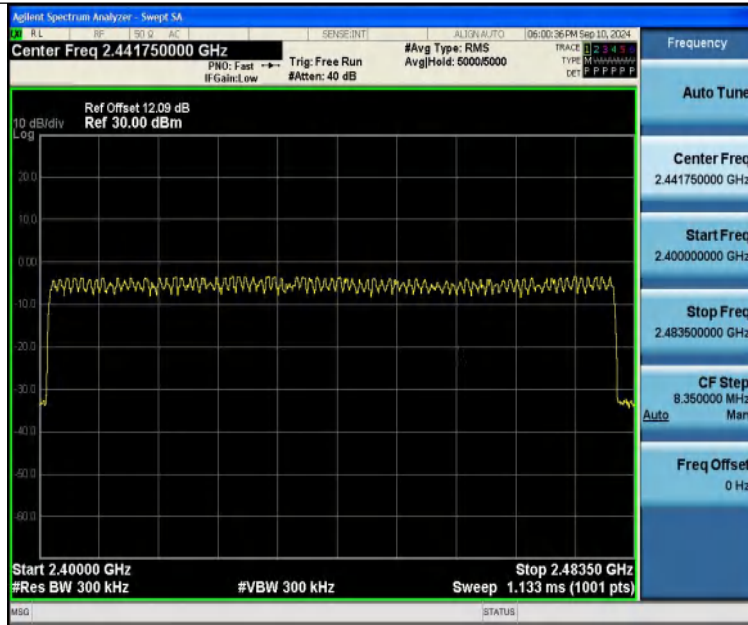 Agilent Spectrum Analyzer - Swept SA
RL RF 50 Ω AC SENSE:INT ALIGN AUTO 06:00:36 PM Sep 10, 2024
Center Freq 2.441750000 GHz
PNO: Fast
IFGain:Low
Trig: Free Run
#Atten: 40 dB
#Avg Type: RMS
Avg|Hold: 5000/5000
TRACE 1 2 3 4 5 6
TYPE M
DET P P P P P P
Ref Offset 12.09 dB
10 dB/div Ref 30.00 dBm
Log
20.0
10.0
0.00
-10.0
-20.0
-30.0
-40.0
-50.0
-60.0
Start 2.40000 GHz Stop 2.48350 GHz
#Res BW 300 kHz #VBW 300 kHz Sweep 1.133 ms (1001 pts)
MSG STATUS
Frequency
Auto Tune
Center Freq
2.441750000 GHz
Start Freq
2.400000000 GHz
Stop Freq
2.483500000 GHz
CF Step
8.350000 MHz
Auto Man
Freq Offset
0 Hz